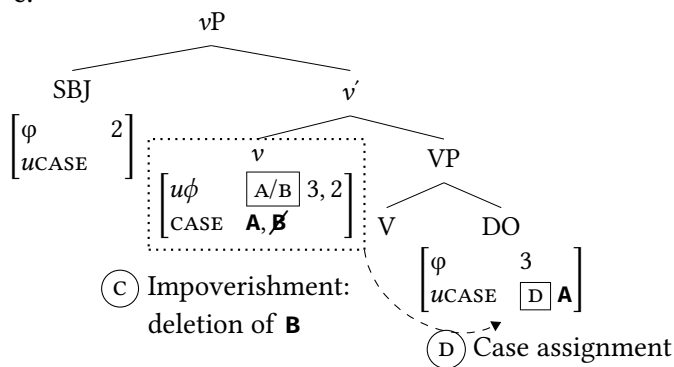 vP
SBJ
v′
[φ 2
uCASE ]
v
VP
[uϕ A/B 3, 2
CASE A, B]
V
DO
[φ 3
uCASE D A]
C Impoverishment:
deletion of B
D Case assignment